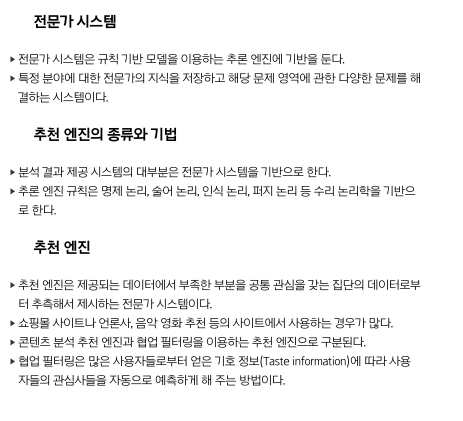 전문가 시스템
▶ 전문가 시스템은 규칙 기반 모델을 이용하는 추론 엔진에 기반을 둔다.
▶ 특정 분야에 대한 전문가의 지식을 저장하고 해당 문제 영역에 관한 다양한 문제를 해
결하는 시스템이다.
추천 엔진의 종류와 기법
▶ 분석 결과 제공 시스템의 대부분은 전문가 시스템을 기반으로 한다.
▶ 추론 엔진 규칙은 명제 논리, 술어 논리, 인식 논리, 퍼지 논리 등 수리 논리학을 기반으
로 한다.
추천 엔진
▶ 추천 엔진은 제공되는 데이터에서 부족한 부분을 공통 관심을 갖는 집단의 데이터로부
터 추측해서 제시하는 전문가 시스템이다.
▶ 쇼핑몰 사이트나 언론사, 음악 영화 추천 등의 사이트에서 사용하는 경우가 많다.
▶ 콘텐츠 분석 추천 엔진과 협업 필터링을 이용하는 추천 엔진으로 구분된다.
▶ 협업 필터링은 많은 사용자들로부터 얻은 기호 정보(Taste information)에 따라 사용
자들의 관심사들을 자동으로 예측하게 해 주는 방법이다.